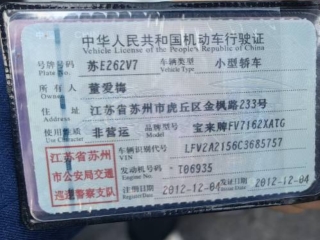 中华人民共和国机动车行驶证
Vehicle License of the People's Republic of China
号牌号码 苏E262V7 车辆类型 小型轿车
Plate No. Vehicle Type
所有人 董爱梅
Owner
住址 江苏省苏州市虎丘区金枫路233号
Address
使用性质 非营运 品牌型号 宝来牌FV7162XATG
Use Character Model
江苏省苏州市公安局交通巡逻警察支队
车辆识别代号 LFV2A2156C3685757
VIN
发动机号码 T06935
Engine No.
注册日期 2012-12-04 发证日期 2012-12-04
Register Date Issue Date